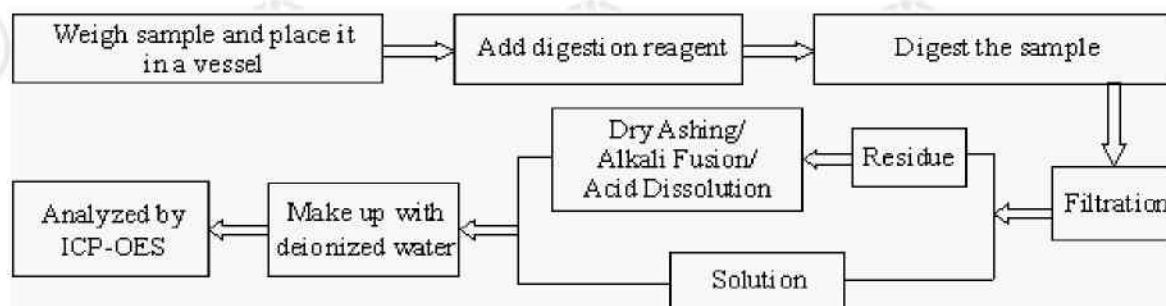 Weigh sample and place it
in a vessel
Add digestion reagent
Digest the sample
Filtration
Residue
Dry Ashing/
Alkali Fusion/
Acid Dissolution
Solution
Make up with
deionized water
Analyzed by
ICP-OES